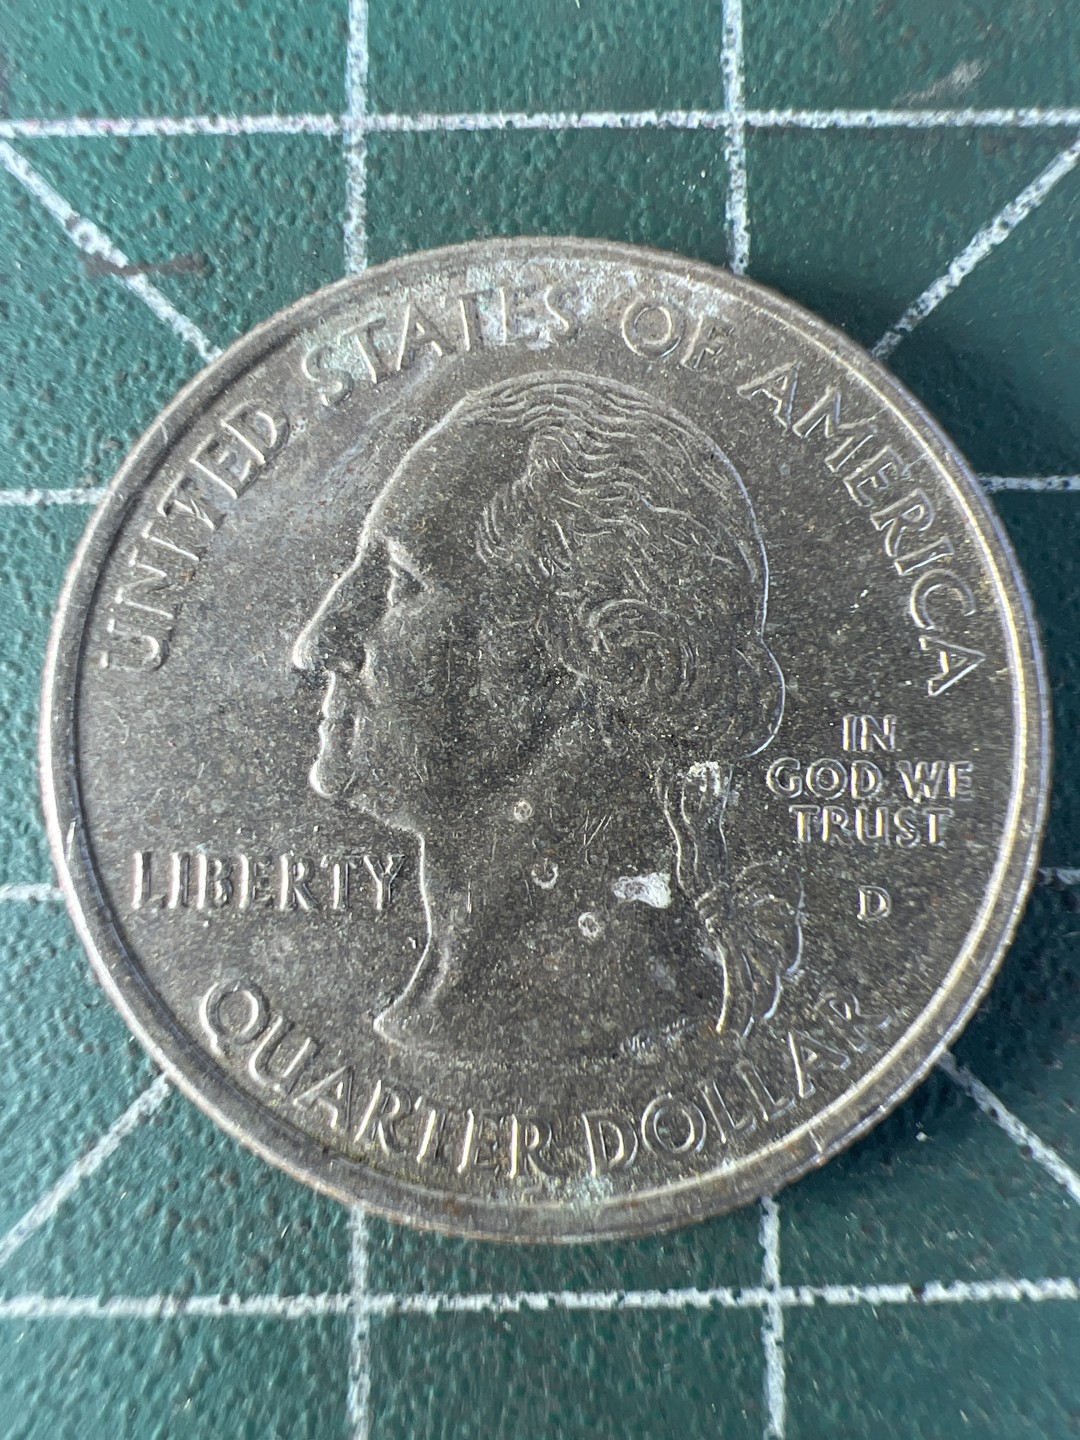 UNITED STATES OF AMERICA
LIBERTY
IN
GOD WE
TRUST
D
QUARTER DOLLAR